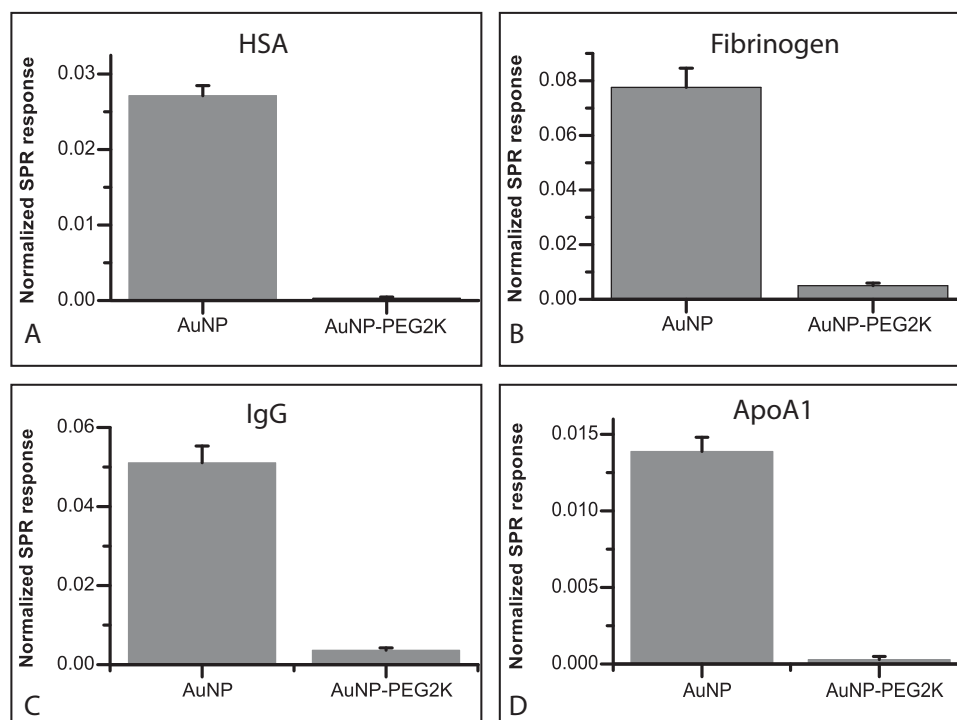 HSA
Normalized SPR response
0.03
0.02
0.01
0.00
AuNP
AuNP-PEG2K
A
Fibrinogen
Normalized SPR response
0.08
0.06
0.04
0.02
0.00
AuNP
AuNP-PEG2K
B
IgG
Normalized SPR response
0.06
0.04
0.02
0.00
AuNP
AuNP-PEG2K
C
ApoA1
Normalized SPR response
0.015
0.010
0.005
0.000
AuNP
AuNP-PEG2K
D